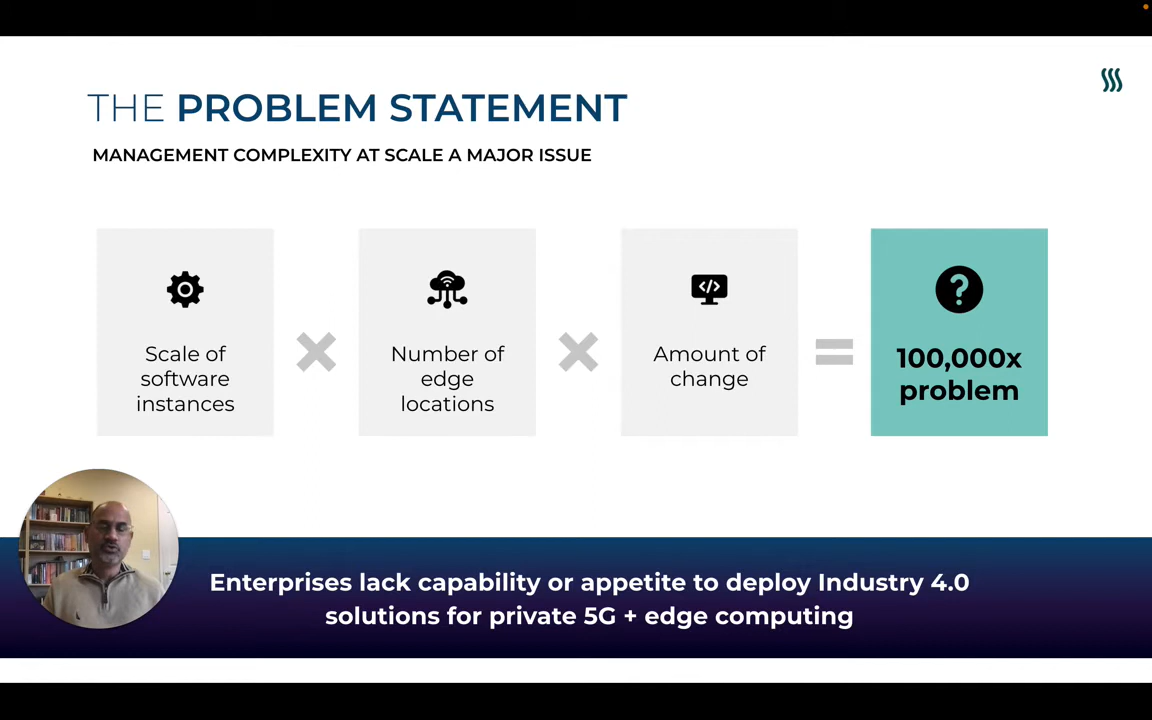 THE PROBLEM STATEMENT
MANAGEMENT COMPLEXITY AT SCALE A MAJOR ISSUE
Scale of
software
instances
Number of
edge
locations
Amount of
change
100,000x
problem
Enterprises lack capability or appetite to deploy Industry 4.0
solutions for private 5G + edge computing